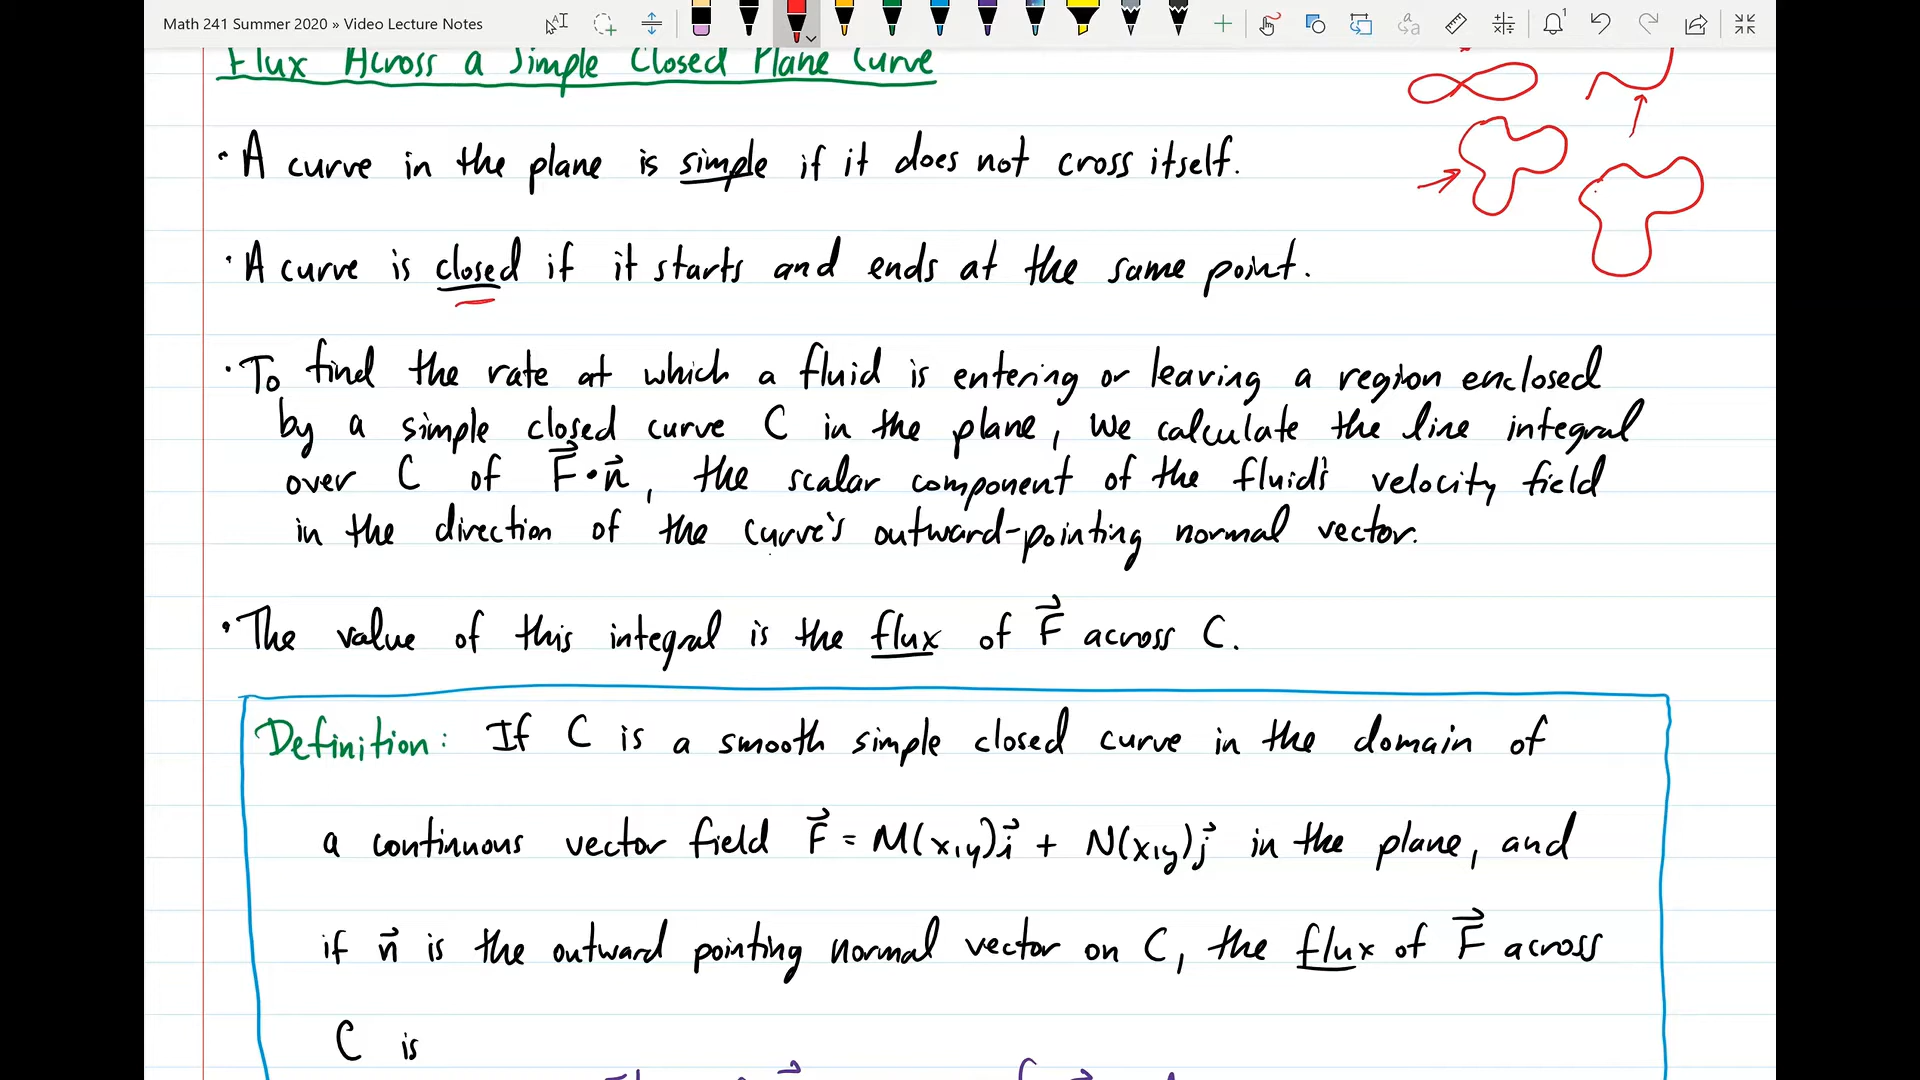 Math 241 Summer 2020 » Video Lecture Notes
Flux Across a Simple Closed Plane Curve
· A curve in the plane is simple if it does not cross itself.
· A curve is closed if it starts and ends at the same point.
· To find the rate at which a fluid is entering or leaving a region enclosed
by a simple closed curve C in the plane, we calculate the line integral
over C of F⃗·n⃗, the scalar component of the fluid's velocity field
in the direction of the curve's outward-pointing normal vector.
· The value of this integral is the flux of F⃗ across C.
Definition: If C is a smooth simple closed curve in the domain of
a continuous vector field F⃗ = M(x,y)i⃗ + N(x,y)j⃗ in the plane, and
if n⃗ is the outward pointing normal vector on C, the flux of F⃗ across
C is